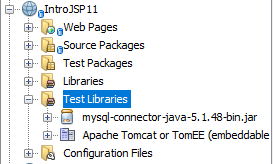 IntroJSP11
Web Pages
Source Packages
Test Packages
Libraries
Test Libraries
mysql-connector-java-5.1.48-bin.jar
Apache Tomcat or TomEE (embeddable
Configuration Files